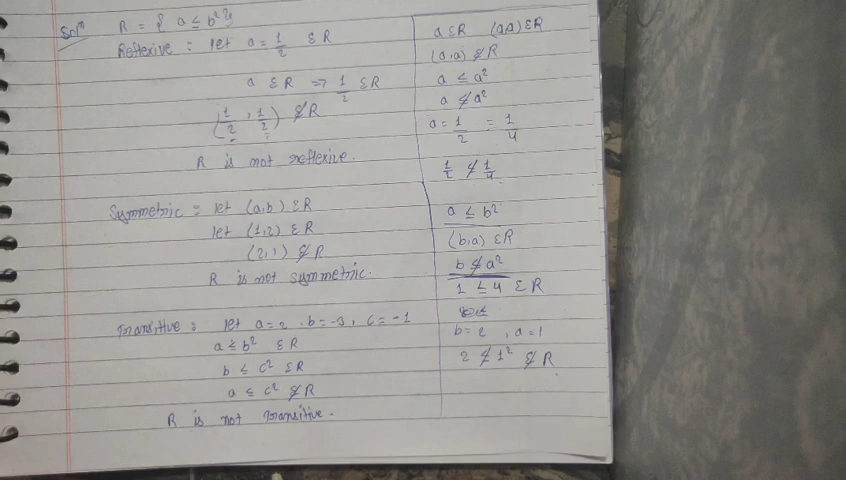 Solⁿ R = { a ≤ b² }
Reflexive : let a = 1/2 ε R
a ε R ⇒ 1/2 ε R
(1/2, 1/2) ɇ R
R is not reflexive.
Symmetric : let (a,b) ε R
let (1,2) ε R
(2,1) ɇ R
R is not symmetric.
Transitive : let a = 2, b = -3, c = -1
a ≤ b² ε R
b ≤ c² ε R
a ≤ c² ɇ R
R is not transitive.
a ε R (a,a) ε R
(a,a) ɇ R
a ≤ a²
a ≰ a²
a = 1/2 = 1/4
1/2 ≰ 1/4
a ≤ b²
(b,a) ε R
b ≰ a²
1 ≤ 4 ε R
b = 2, a = 1
2 ≰ 1² ɇ R